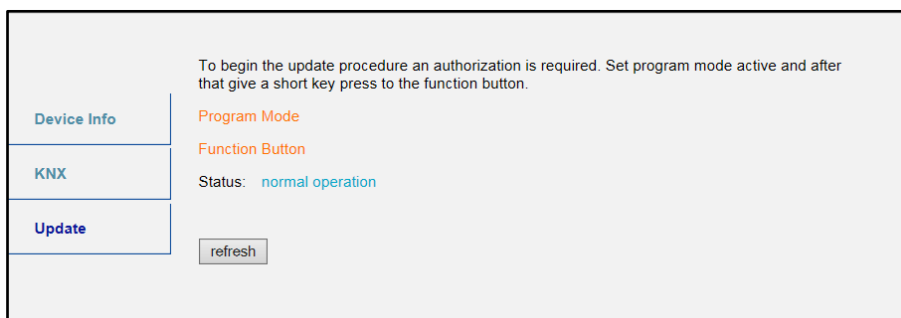 To begin the update procedure an authorization is required. Set program mode active and after
that give a short key press to the function button.
Device Info
Program Mode
Function Button
KNX
Status: normal operation
Update
refresh